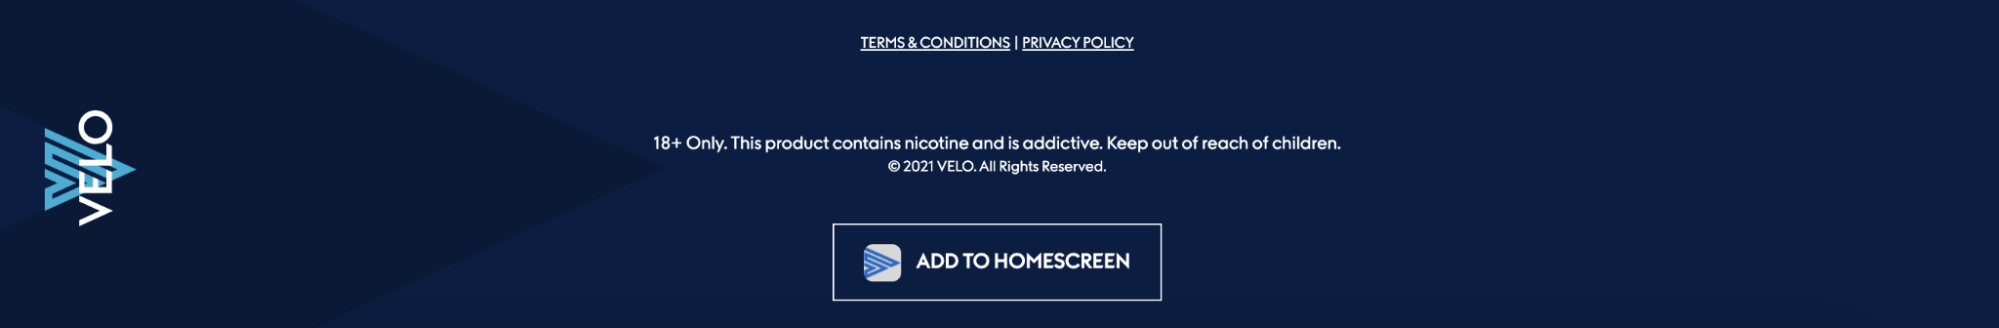 TERMS & CONDITIONS | PRIVACY POLICY
VELO
18+ Only. This product contains nicotine and is addictive. Keep out of reach of children.
© 2021 VELO. All Rights Reserved.
ADD TO HOMESCREEN